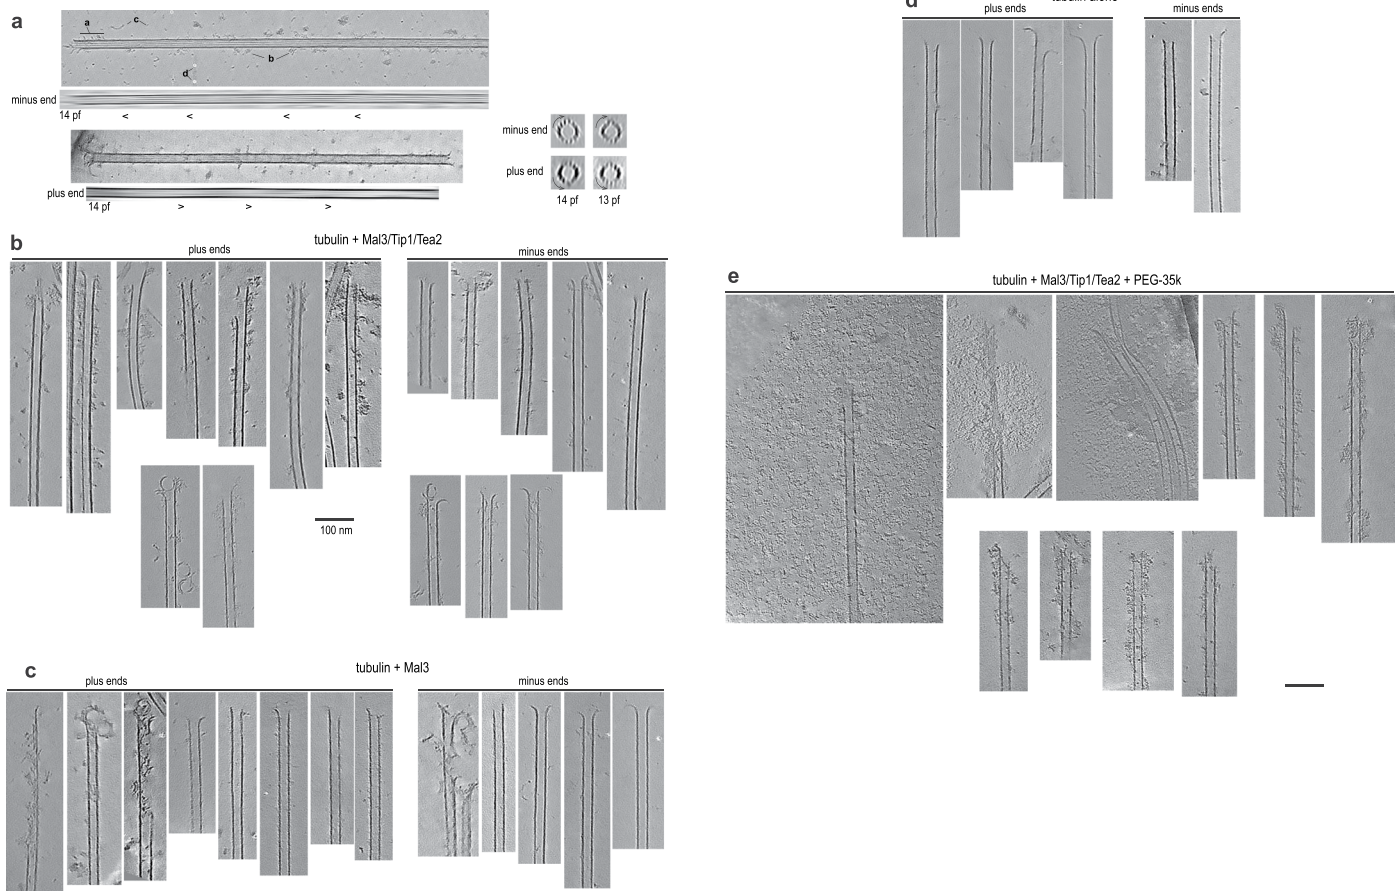 a
a
c
b
d
minus end
14 pf
< < < <
plus end
14 pf
> > >
minus end
plus end
14 pf 13 pf
b
tubulin + Mal3/Tip1/Tea2
plus ends
minus ends
100 nm
c
tubulin + Mal3
plus ends
minus ends
d
tubulin alone
plus ends
minus ends
e
tubulin + Mal3/Tip1/Tea2 + PEG-35k